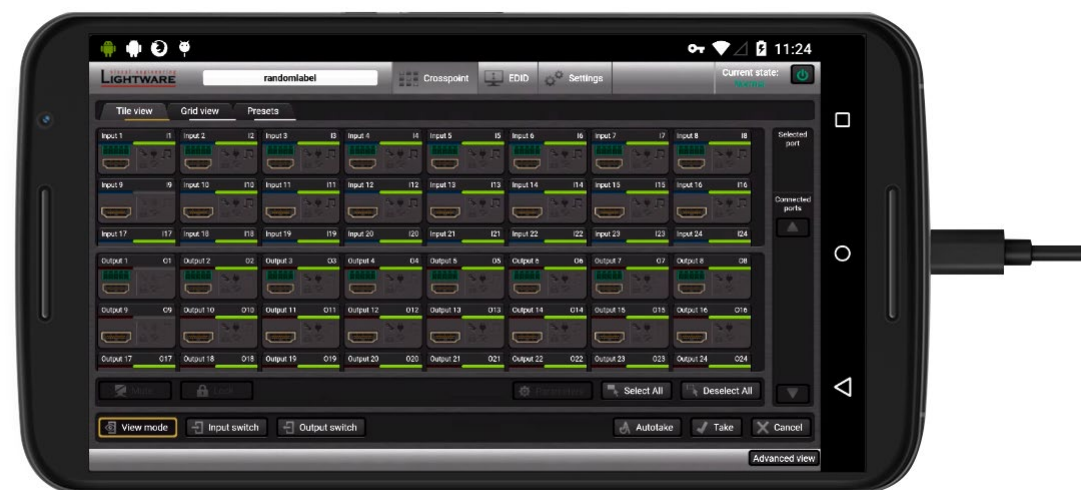 11:24
visual engineering
LIGHTWARE
randomlabel
Crosspoint
EDID
Settings
Current state:
Tile view Grid view Presets
Input 1 I1 Input 2 I2 Input 3 I3 Input 4 I4 Input 5 I5 Input 6 I6 Input 7 I7 Input 8 I8
Selected port
Input 9 I9 Input 10 I10 Input 11 I11 Input 12 I12 Input 13 I13 Input 14 I14 Input 15 I15 Input 16 I16
Connected ports
Input 17 I17 Input 18 I18 Input 19 I19 Input 20 I20 Input 21 I21 Input 22 I22 Input 23 I23 Input 24 I24
Output 1 O1 Output 2 O2 Output 3 O3 Output 4 O4 Output 5 O5 Output 6 O6 Output 7 O7 Output 8 O8
Output 9 O9 Output 10 O10 Output 11 O11 Output 12 O12 Output 13 O13 Output 14 O14 Output 15 O15 Output 16 O16
Output 17 O17 Output 18 O18 Output 19 O19 Output 20 O20 Output 21 O21 Output 22 O22 Output 23 O23 Output 24 O24
Mute Lock Parameters Select All Deselect All
View mode Input switch Output switch Autotake Take Cancel
Advanced view